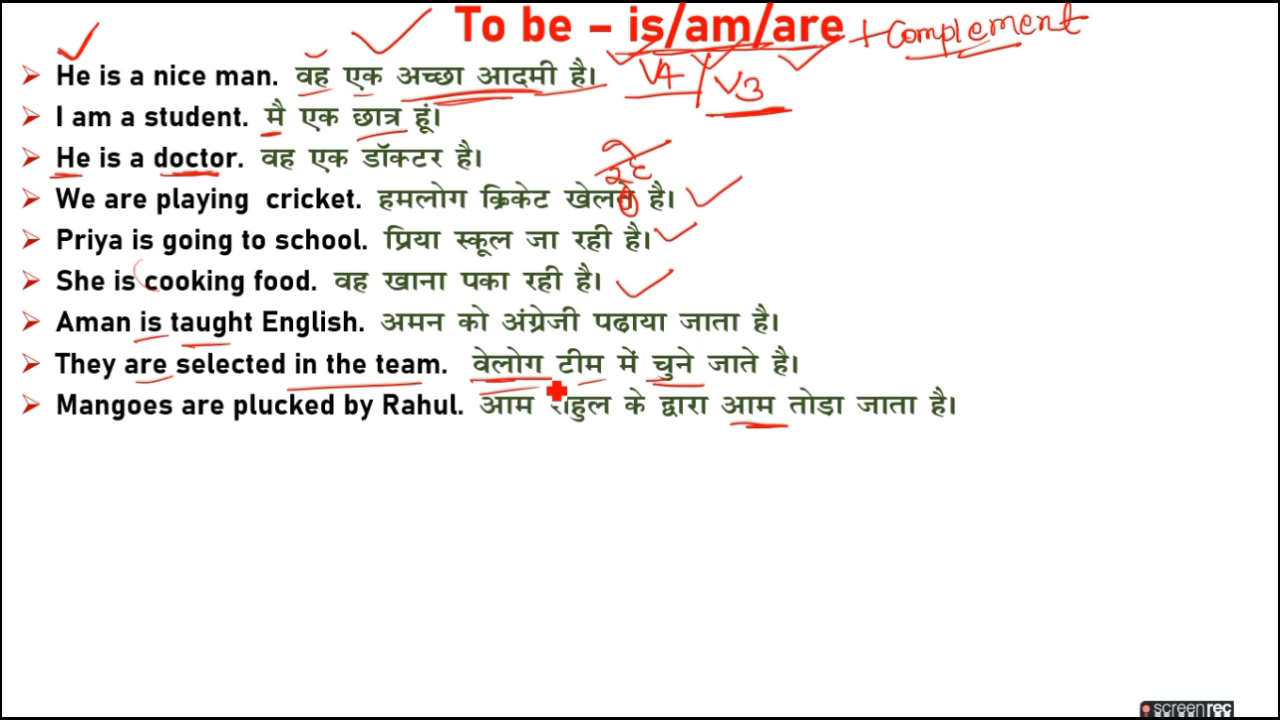 To be – is/am/are + Complement
He is a nice man. वह एक अच्छा आदमी है। V4 / V3
I am a student. मै एक छात्र हूं।
He is a doctor. वह एक डॉक्टर है।
रहे
We are playing cricket. हमलोग क्रिकेट खेलते है।
Priya is going to school. प्रिया स्कूल जा रही है।
She is cooking food. वह खाना पका रही है।
Aman is taught English. अमन को अंग्रेजी पढाया जाता है।
They are selected in the team. वेलोग टीम में चुने जाते है।
Mangoes are plucked by Rahul. आम राहुल के द्वारा आम तोडा जाता है।
screenrec